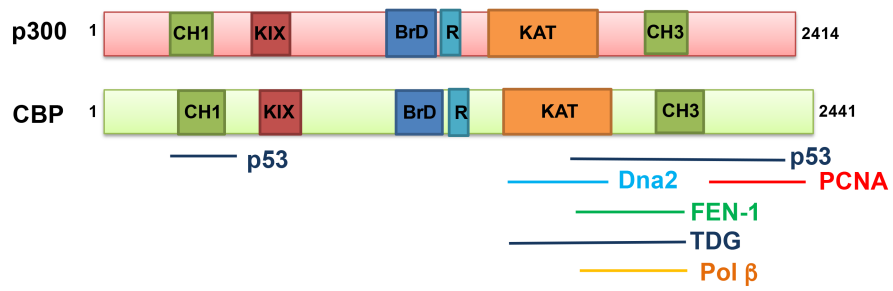 p300 1 CH1 KIX BrD R KAT CH3 2414
CBP 1 CH1 KIX BrD R KAT CH3 2441
p53 p53
Dna2 PCNA
FEN-1
TDG
Pol β